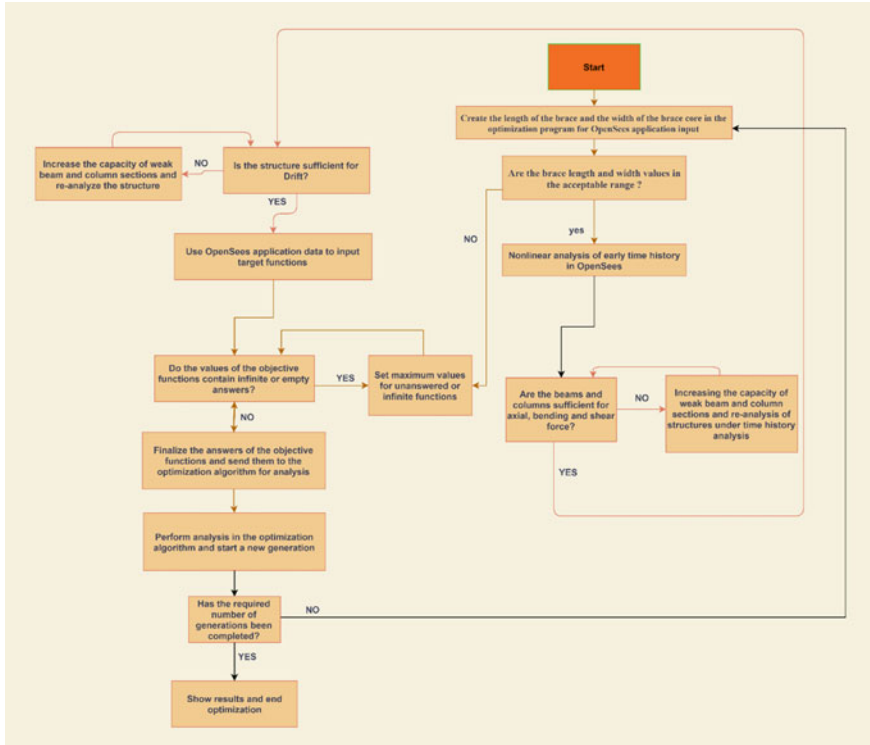 Start
Create the length of the brace and the width of the brace core in the
optimization program for OpenSees application input
Are the brace length and width values in
the acceptable range ?
NO
yes
Nonlinear analysis of early time history
in OpenSees
Are the beams and
columns sufficient for
axial, bending and shear
force?
NO
Increasing the capacity of
weak beam and column
sections and re-analysis of
structures under time history
analysis
YES
Is the structure sufficient for
Drift?
NO
Increase the capacity of weak
beam and column sections and
re-analyze the structure
YES
Use OpenSees application data to input
target functions
Do the values of the objective
functions contain infinite or empty
answers?
YES
Set maximum values
for unanswered or
infinite functions
NO
Finalize the answers of the objective
functions and send them to the
optimization algorithm for analysis
Perform analysis in the optimization
algorithm and start a new generation
Has the required
number of
generations been
completed?
NO
YES
Show results and end
optimization